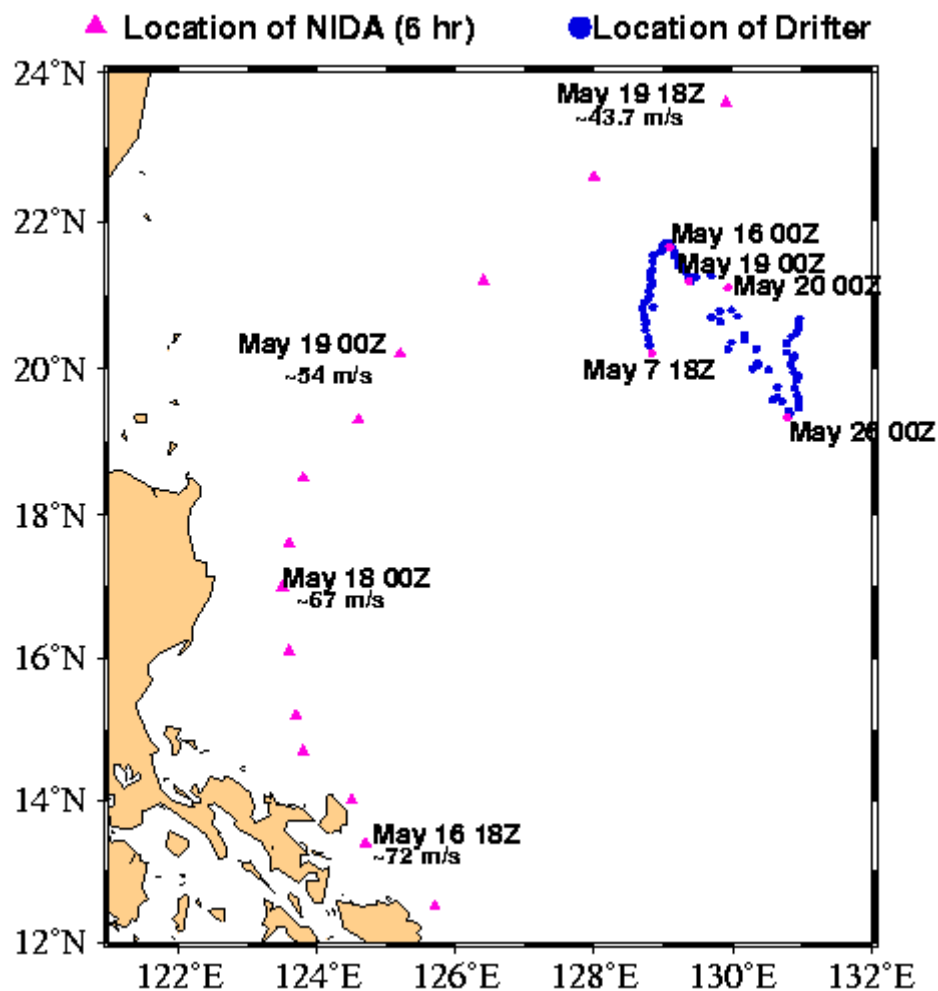 Location of NIDA (6 hr) Location of Drifter
24°N
May 19 18Z
~43.7 m/s
22°N
May 16 00Z
May 19 00Z
May 20 00Z
May 19 00Z
~54 m/s
20°N
May 7 18Z
May 26 00Z
18°N
May 18 00Z
~67 m/s
16°N
14°N
May 16 18Z
~72 m/s
12°N
122°E 124°E 126°E 128°E 130°E 132°E